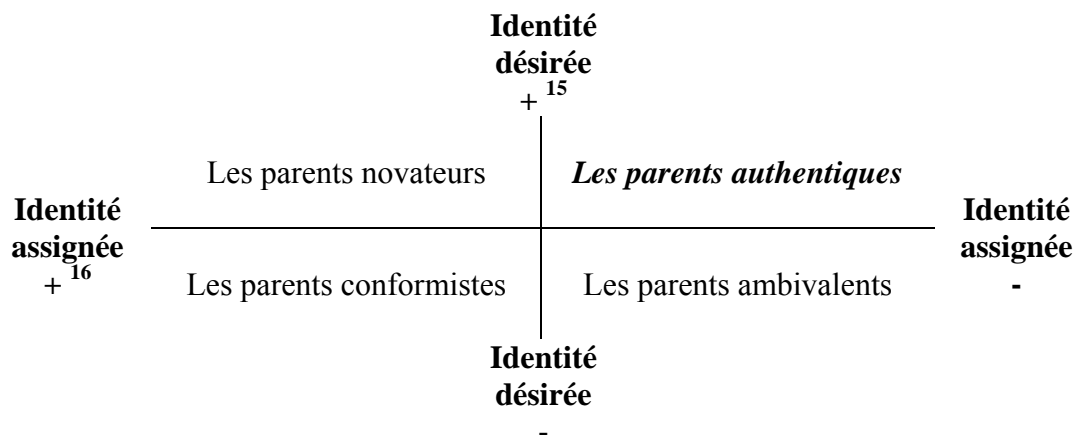 Identité
désirée
+ 15
Les parents novateurs
Les parents authentiques
Identité
assignée
+ 16
Identité
assignée
-
Les parents conformistes
Les parents ambivalents
Identité
désirée
-